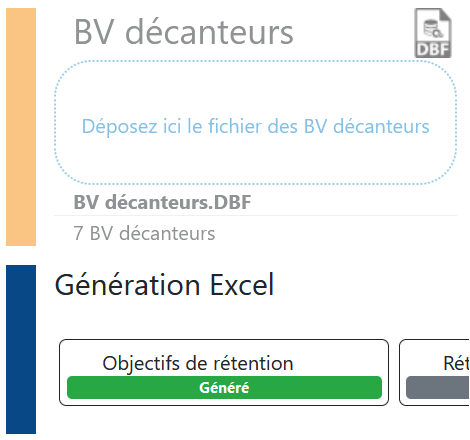 BV décanteurs
DBF
Déposez ici le fichier des BV décanteurs
BV décanteurs.DBF
7 BV décanteurs
Génération Excel
Objectifs de rétention
Généré